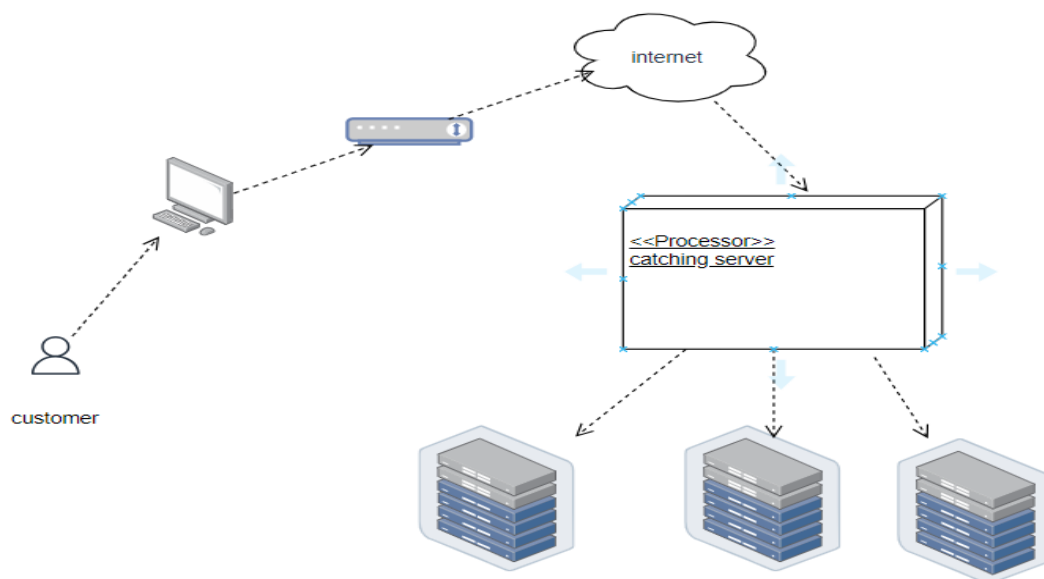 internet
<<Processor>>
catching server
customer